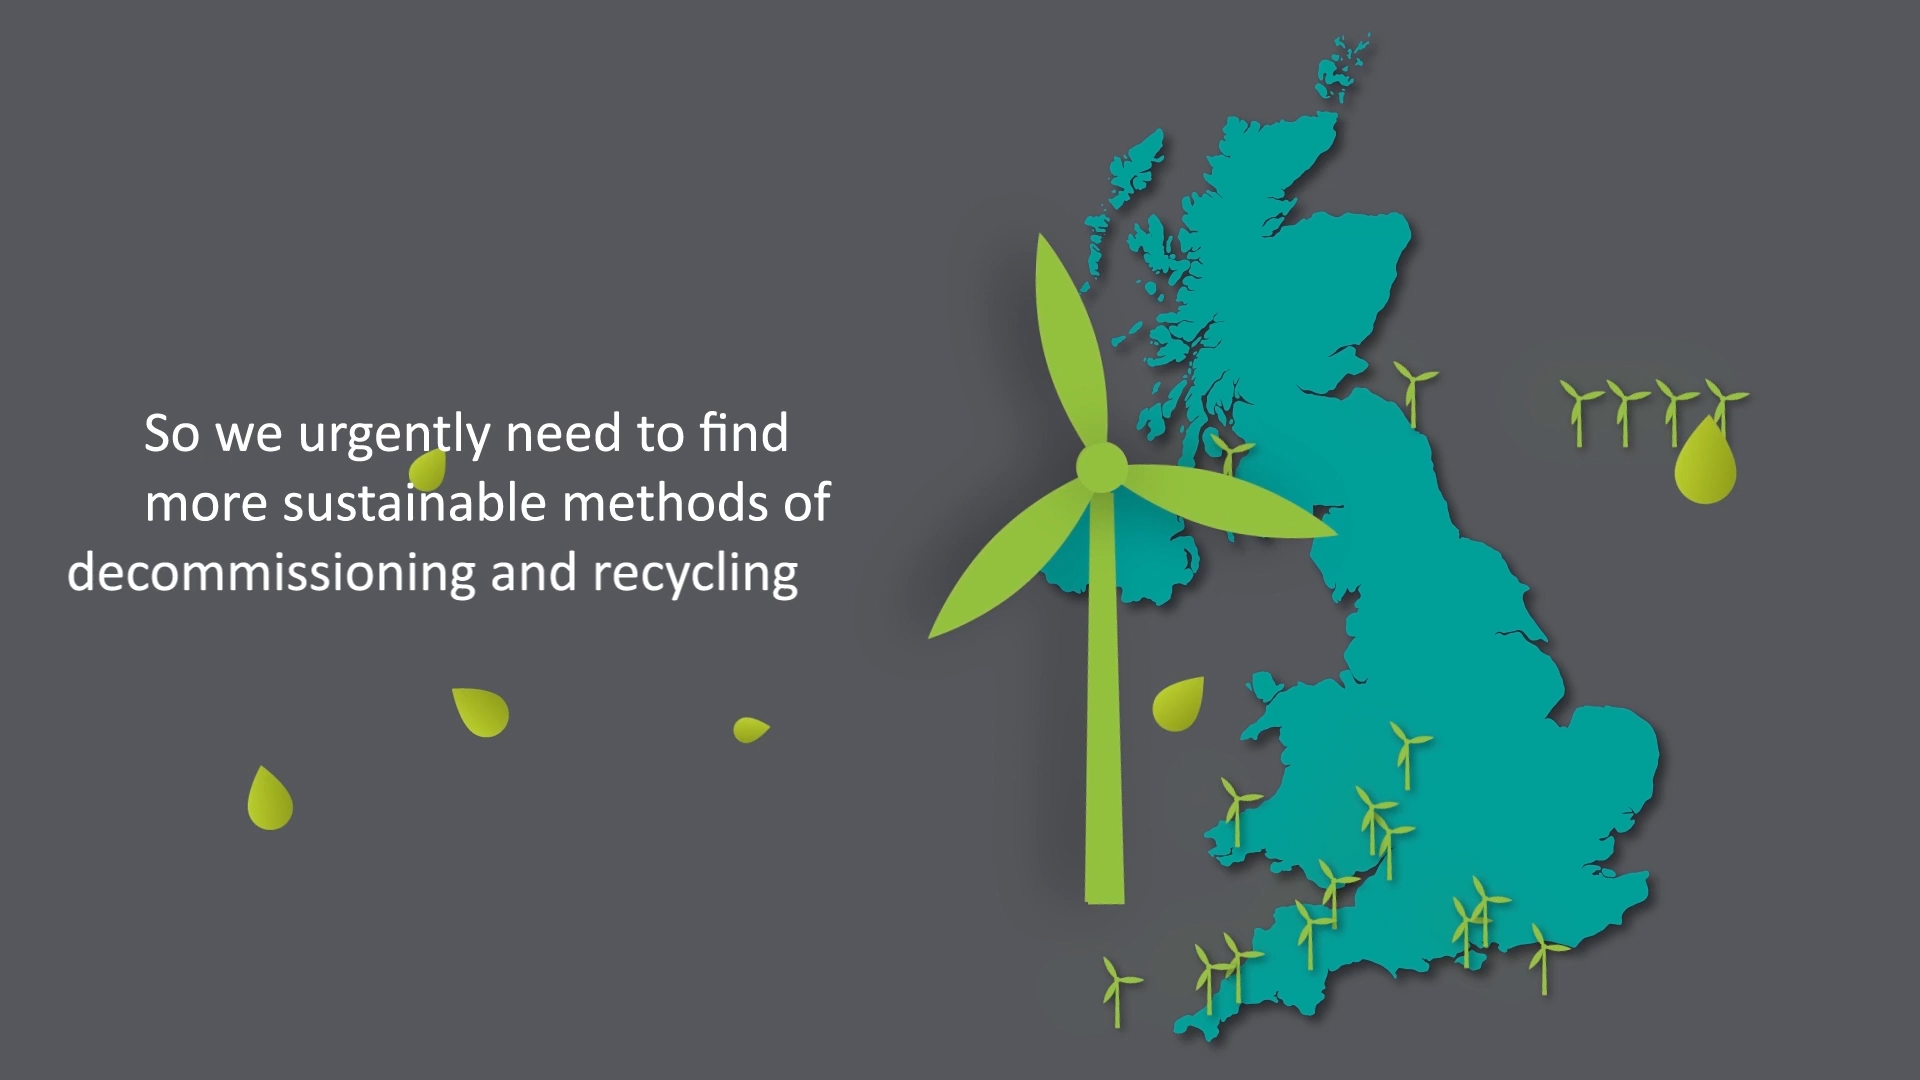 So we urgently need to find
more sustainable methods of
decommissioning and recycling